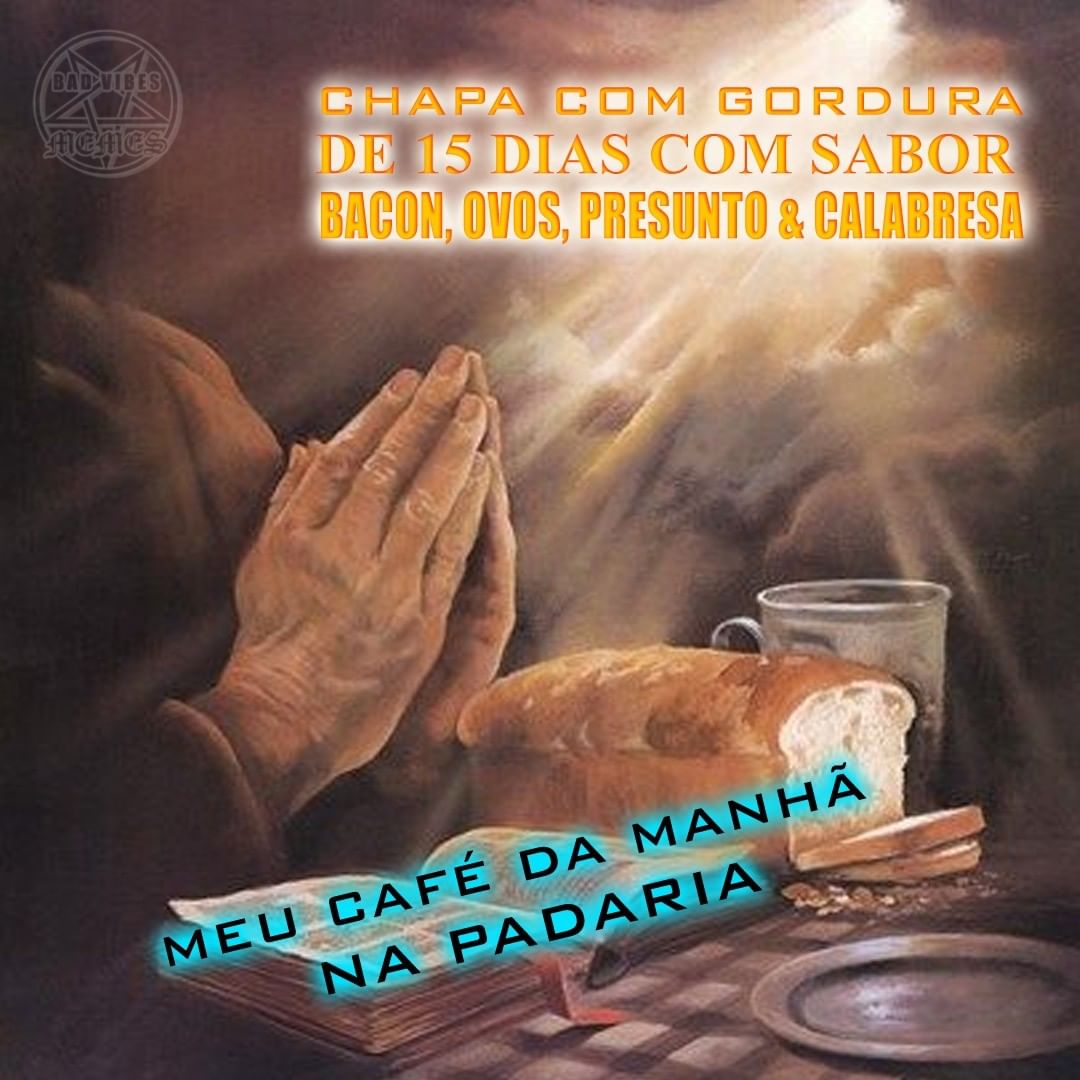 BAD VIBES
MEMES
CHAPA COM GORDURA
DE 15 DIAS COM SABOR
BACON, OVOS, PRESUNTO & CALABRESA
MEU CAFÉ DA MANHÃ
NA PADARIA